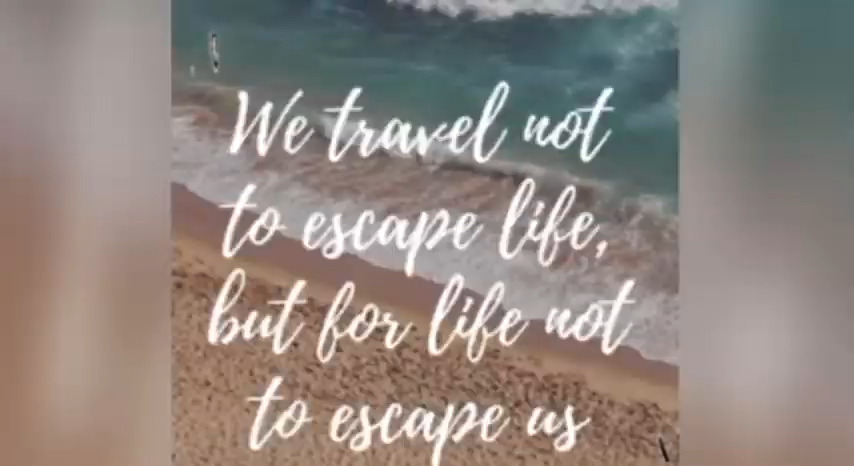 We travel not
to escape life,
but for life not
to escape us